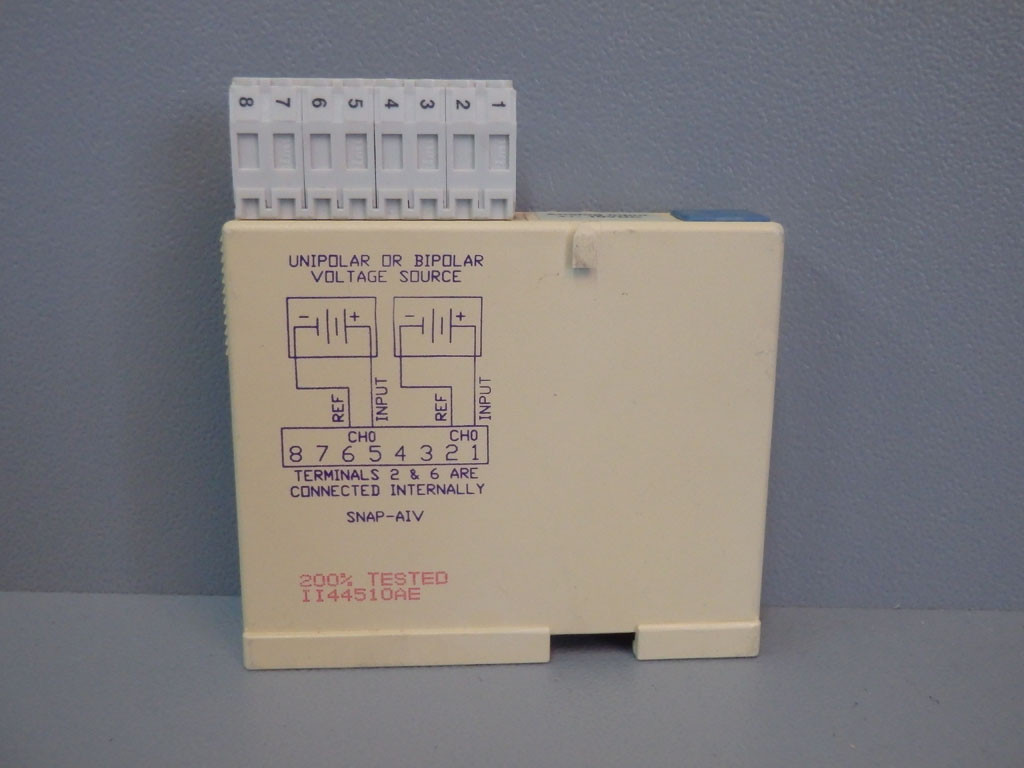 8 7 6 5 4 3 2 1
UNIPOLAR OR BIPOLAR
VOLTAGE SOURCE
- + - +
REF INPUT REF INPUT
CH0 CH0
8 7 6 5 4 3 2 1
TERMINALS 2 & 6 ARE
CONNECTED INTERNALLY
SNAP-AIV
200% TESTED
II44510AE